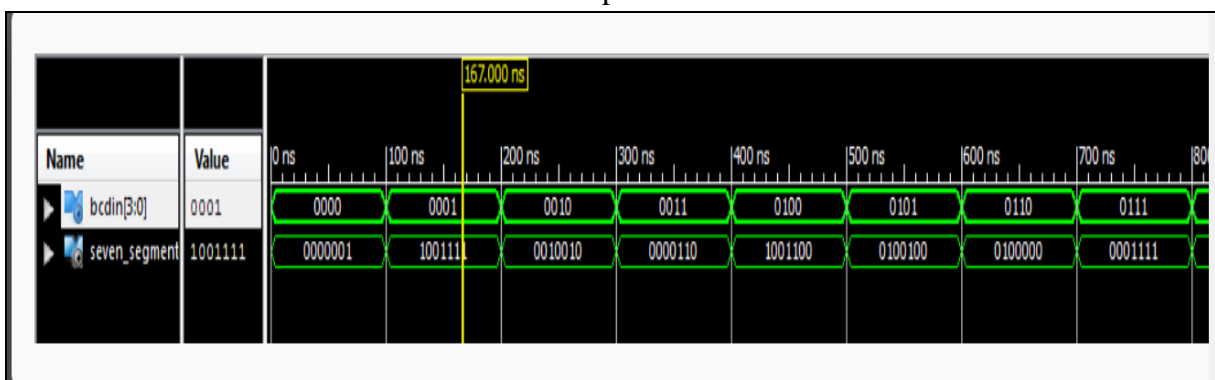 167.000 ns
Name Value 0 ns 100 ns 200 ns 300 ns 400 ns 500 ns 600 ns 700 ns 80
bcdin[3:0] 0001 0000 0001 0010 0011 0100 0101 0110 0111
seven_segment 1001111 0000001 1001111 0010010 0000110 1001100 0100100 0100000 0001111